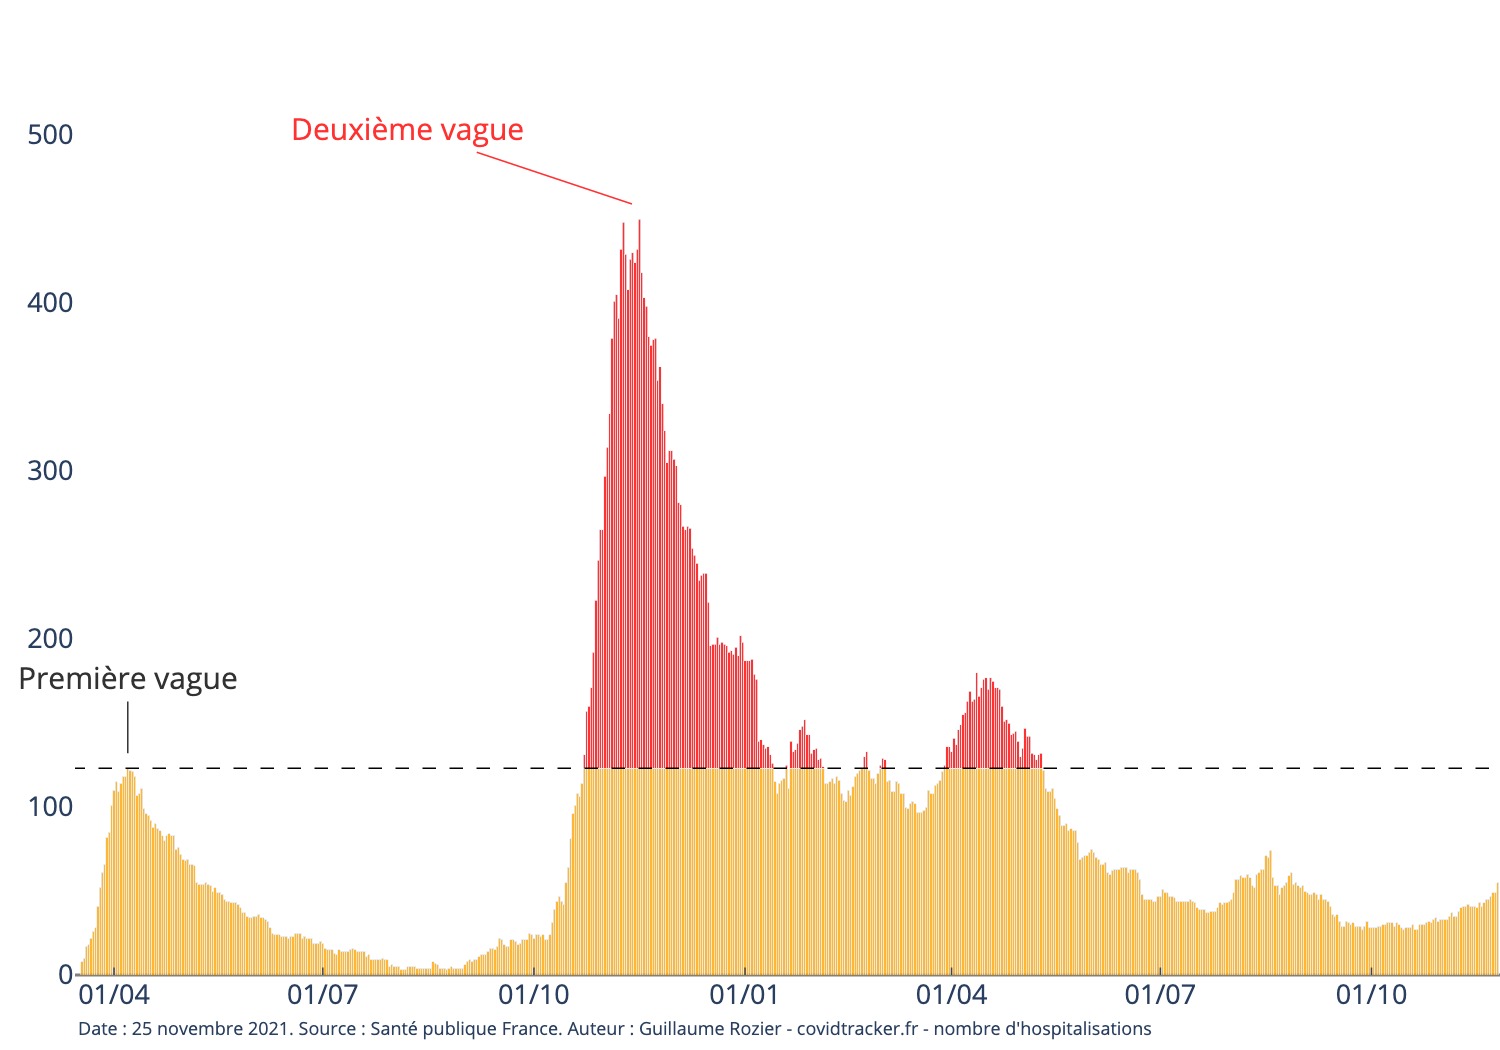 500
Deuxième vague
400
300
200
Première vague
100
0
01/04 01/07 01/10 01/01 01/04 01/07 01/10
Date : 25 novembre 2021. Source : Santé publique France. Auteur : Guillaume Rozier - covidtracker.fr - nombre d'hospitalisations